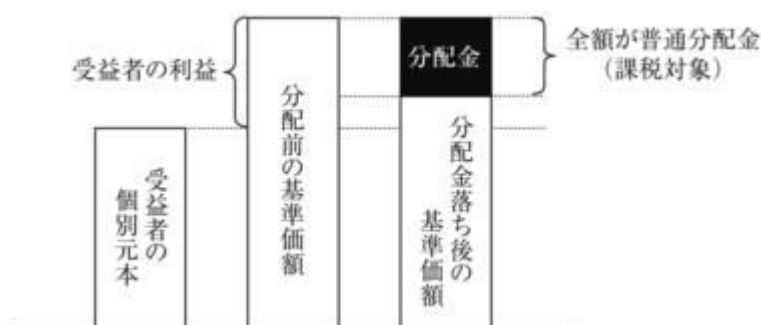 受益者の利益
分配金
全額が普通分配金
（課税対象）
受益者の
個別元本
分配前の基準価額
分配金落ち後の
基準価額